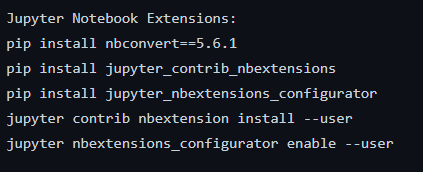 Jupyter Notebook Extensions:
pip install nbconvert==5.6.1
pip install jupyter_contrib_nbextensions
pip install jupyter_nbextensions_configurator
jupyter contrib nbextension install --user
jupyter nbextensions_configurator enable --user